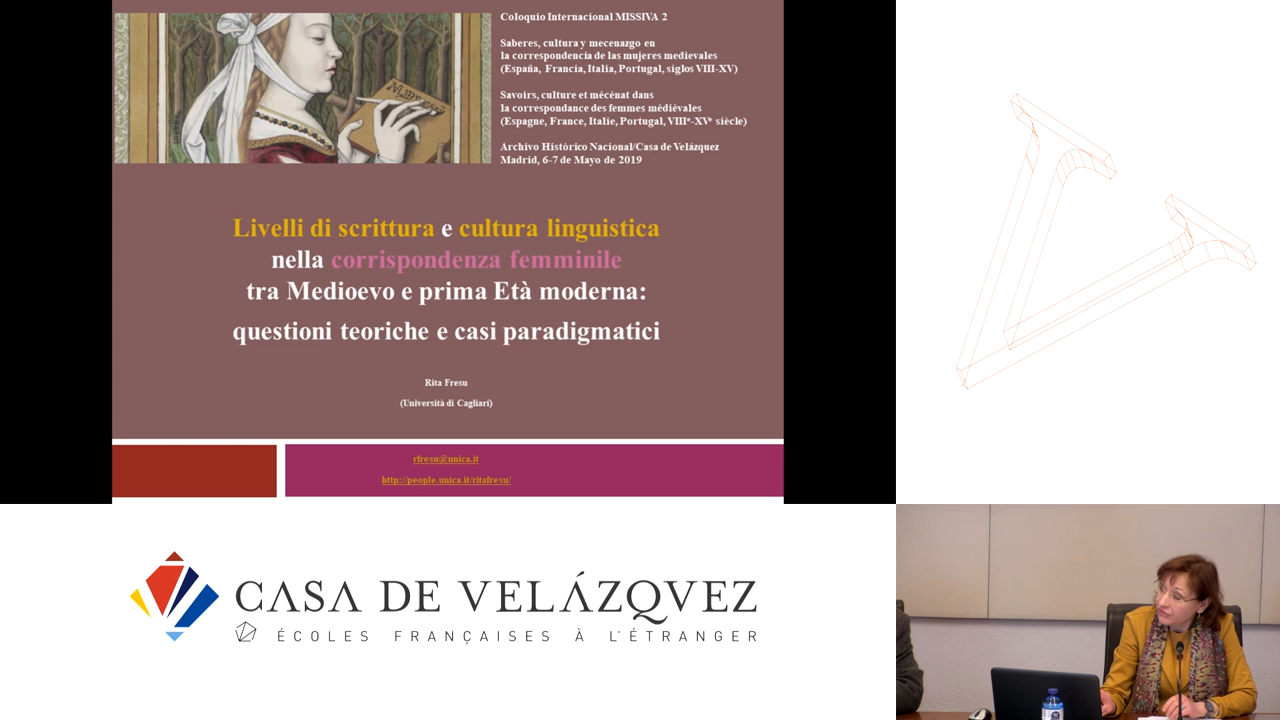 Coloquio Internacional MISSIVA 2
Saberes, cultura y mecenazgo en
la correspondencia de las mujeres medievales
(España, Francia, Italia, Portugal, siglos VIII-XV)
Savoirs, culture et mécénat dans
la correspondance des femmes médiévales
(Espagne, France, Italie, Portugal, VIIIᵉ-XVᵉ siècle)
Archivo Histórico Nacional/Casa de Velázquez
Madrid, 6-7 de Mayo de 2019
Livelli di scrittura e cultura linguistica
nella corrispondenza femminile
tra Medioevo e prima Età moderna:
questioni teoriche e casi paradigmatici
Rita Fresu
(Università di Cagliari)
rfresu@unica.it
http://people.unica.it/ritafresu/
CASA DE VELÁZQVEZ
ÉCOLES FRANÇAISES À L'ÉTRANGER